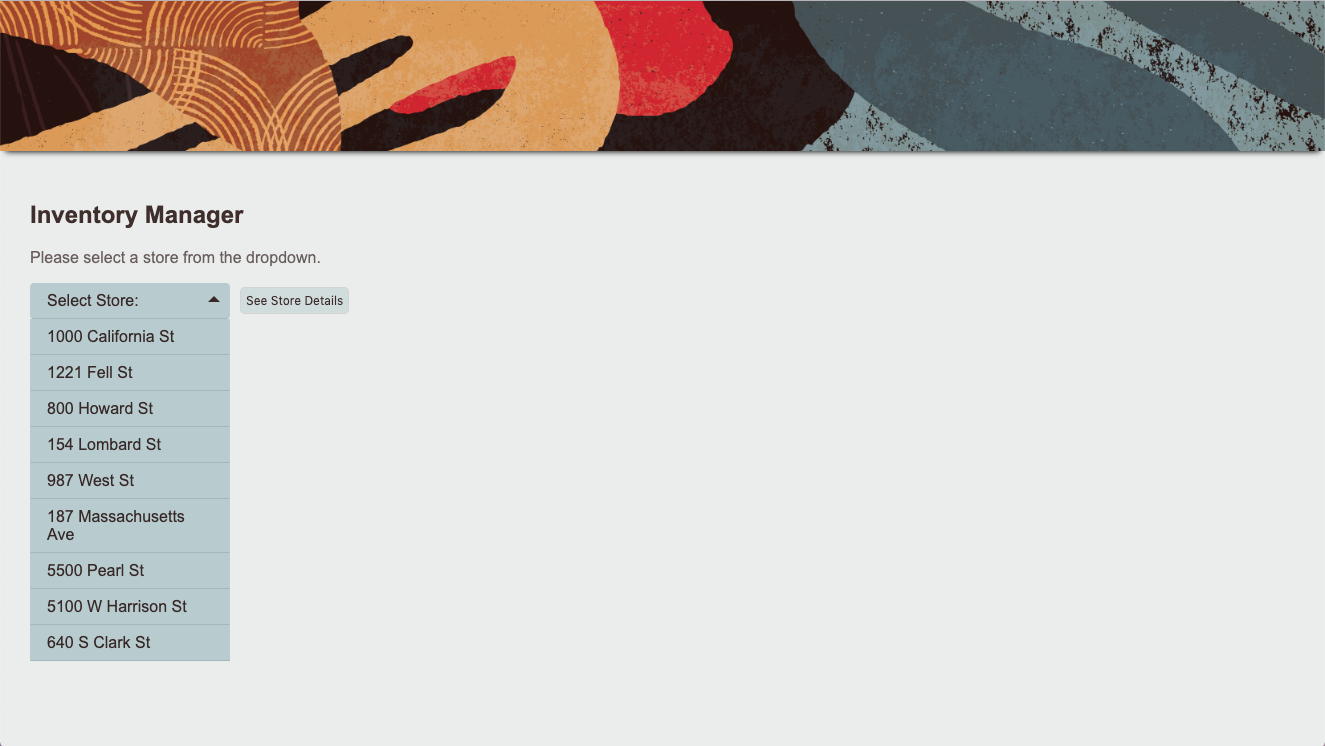 Inventory Manager
Please select a store from the dropdown.
Select Store:
See Store Details
1000 California St
1221 Fell St
800 Howard St
154 Lombard St
987 West St
187 Massachusetts
Ave
5500 Pearl St
5100 W Harrison St
640 S Clark St